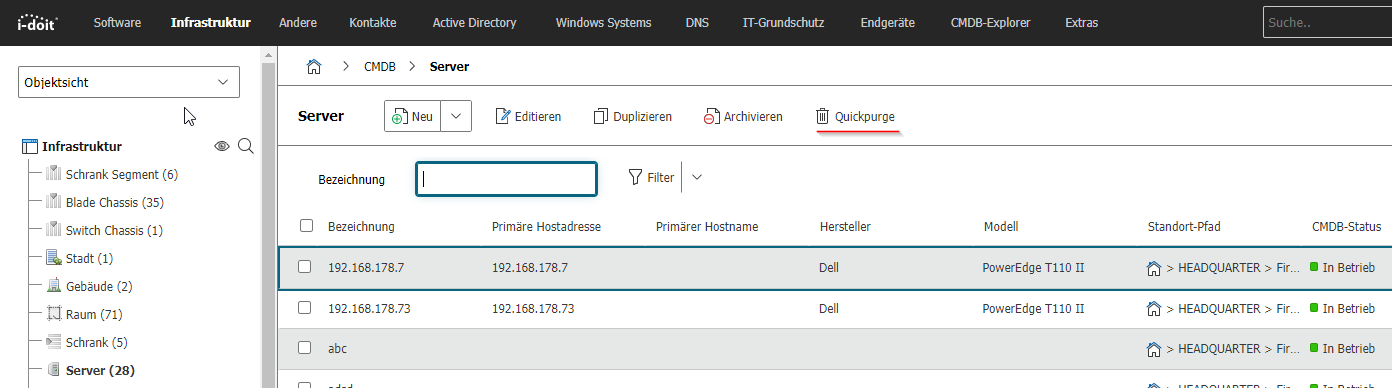 i-doit Software Infrastruktur Andere Kontakte Active Directory Windows Systems DNS IT-Grundschutz Endgeräte CMDB-Explorer Extras Suche..
Objektsicht
Infrastruktur
Schrank Segment (6)
Blade Chassis (35)
Switch Chassis (1)
Stadt (1)
Gebäude (2)
Raum (71)
Schrank (5)
Server (28)
> CMDB > Server
Server Neu Editieren Duplizieren Archivieren Quickpurge
Bezeichnung Filter
Bezeichnung Primäre Hostadresse Primärer Hostname Hersteller Modell Standort-Pfad CMDB-Status
192.168.178.7 192.168.178.7 Dell PowerEdge T110 II > HEADQUARTER > Fir... In Betrieb
192.168.178.73 192.168.178.73 Dell PowerEdge T110 II > HEADQUARTER > Fir... In Betrieb
abc > HEADQUARTER > Fir... In Betrieb